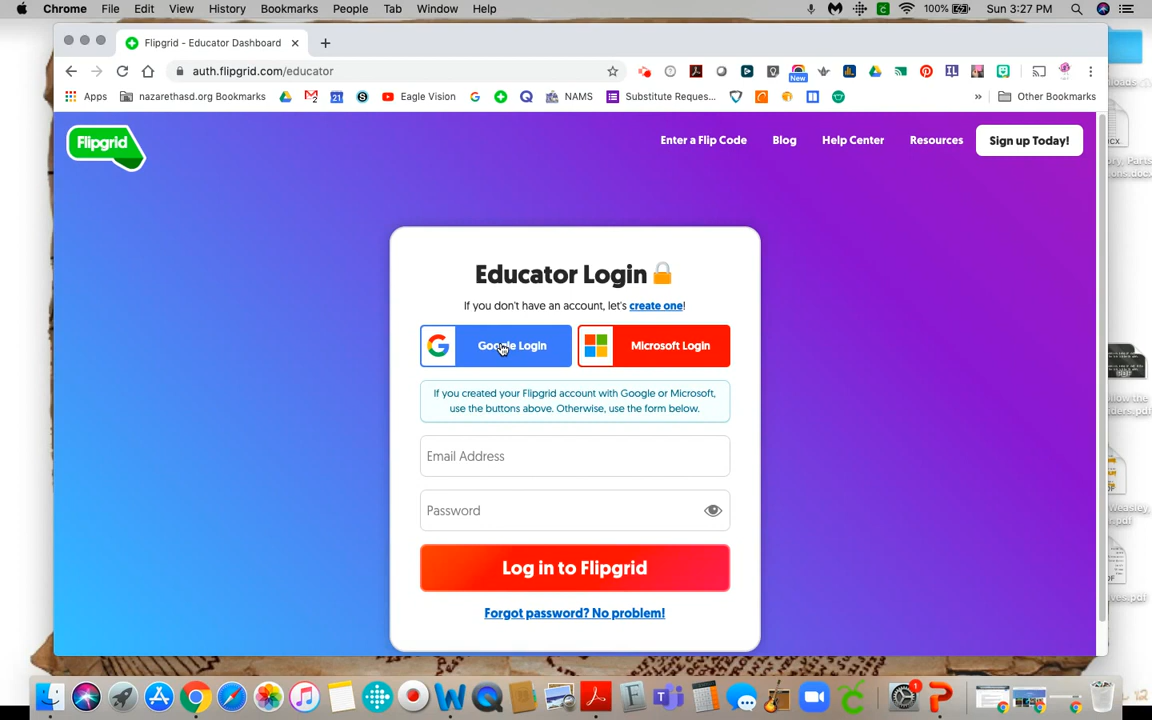 Chrome File Edit View History Bookmarks People Tab Window Help 100% Sun 3:27 PM
Flipgrid - Educator Dashboard
auth.flipgrid.com/educator
New
Apps nazarethasd.org Bookmarks 21 Eagle Vision NAMS Substitute Reques... » Other Bookmarks
Flipgrid
Enter a Flip Code Blog Help Center Resources Sign up Today!
Educator Login
If you don't have an account, let's create one!
Google Login Microsoft Login
If you created your Flipgrid account with Google or Microsoft,
use the buttons above. Otherwise, use the form below.
Email Address
Password
Log in to Flipgrid
Forgot password? No problem!